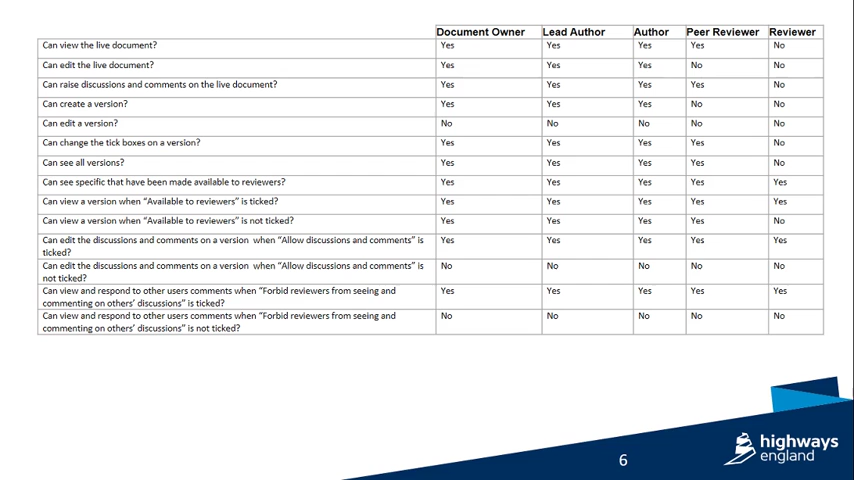 Document Owner Lead Author Author Peer Reviewer Reviewer
Can view the live document? Yes Yes Yes Yes No
Can edit the live document? Yes Yes Yes No No
Can raise discussions and comments on the live document? Yes Yes Yes Yes No
Can create a version? Yes Yes Yes No No
Can edit a version? No No No No No
Can change the tick boxes on a version? Yes Yes Yes Yes No
Can see all versions? Yes Yes Yes Yes No
Can see specific that have been made available to reviewers? Yes Yes Yes Yes Yes
Can view a version when “Available to reviewers” is ticked? Yes Yes Yes Yes Yes
Can view a version when “Available to reviewers” is not ticked? Yes Yes Yes Yes No
Can edit the discussions and comments on a version when “Allow discussions and comments” is Yes Yes Yes Yes Yes
ticked?
Can edit the discussions and comments on a version when “Allow discussions and comments” is No No No No No
not ticked?
Can view and respond to other users comments when “Forbid reviewers from seeing and Yes Yes Yes Yes Yes
commenting on others’ discussions” is ticked?
Can view and respond to other users comments when “Forbid reviewers from seeing and No No No No No
commenting on others’ discussions” is not ticked?
6
highways
england